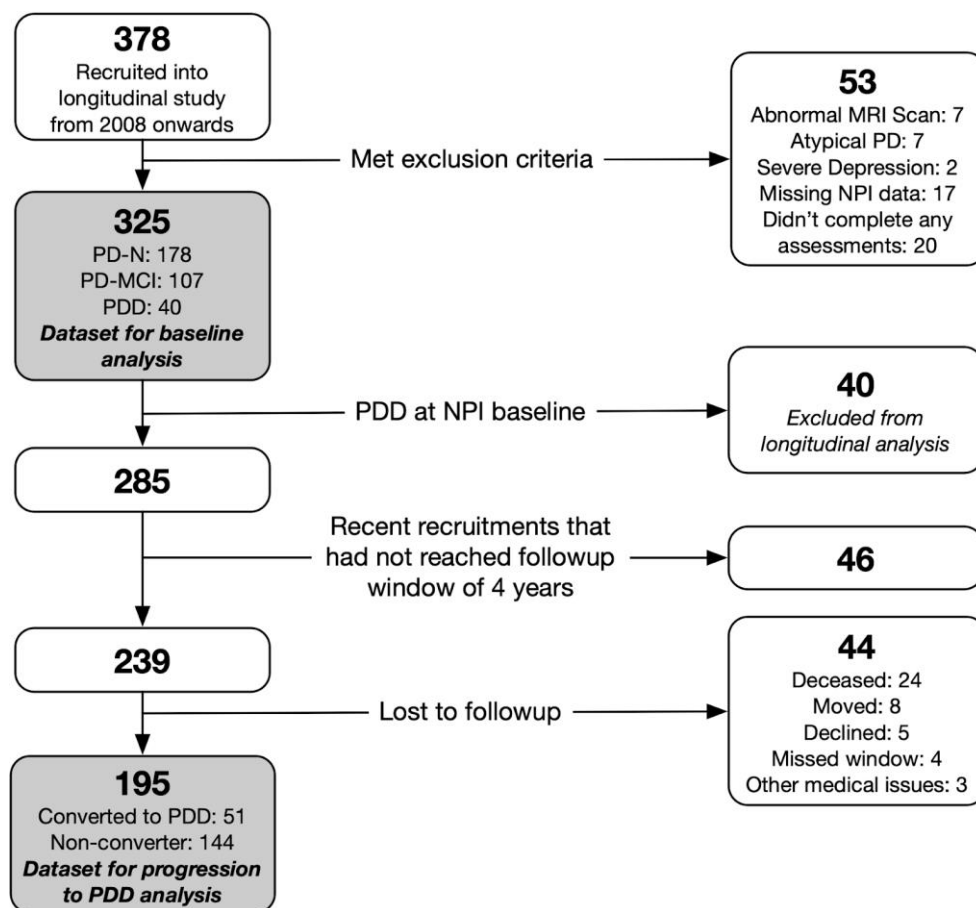 378
Recruited into
longitudinal study
from 2008 onwards
Met exclusion criteria
53
Abnormal MRI Scan: 7
Atypical PD: 7
Severe Depression: 2
Missing NPI data: 17
Didn't complete any
assessments: 20
325
PD-N: 178
PD-MCI: 107
PDD: 40
Dataset for baseline
analysis
PDD at NPI baseline
40
Excluded from
longitudinal analysis
285
Recent recruitments that
had not reached followup
window of 4 years
46
239
Lost to followup
44
Deceased: 24
Moved: 8
Declined: 5
Missed window: 4
Other medical issues: 3
195
Converted to PDD: 51
Non-converter: 144
Dataset for progression
to PDD analysis